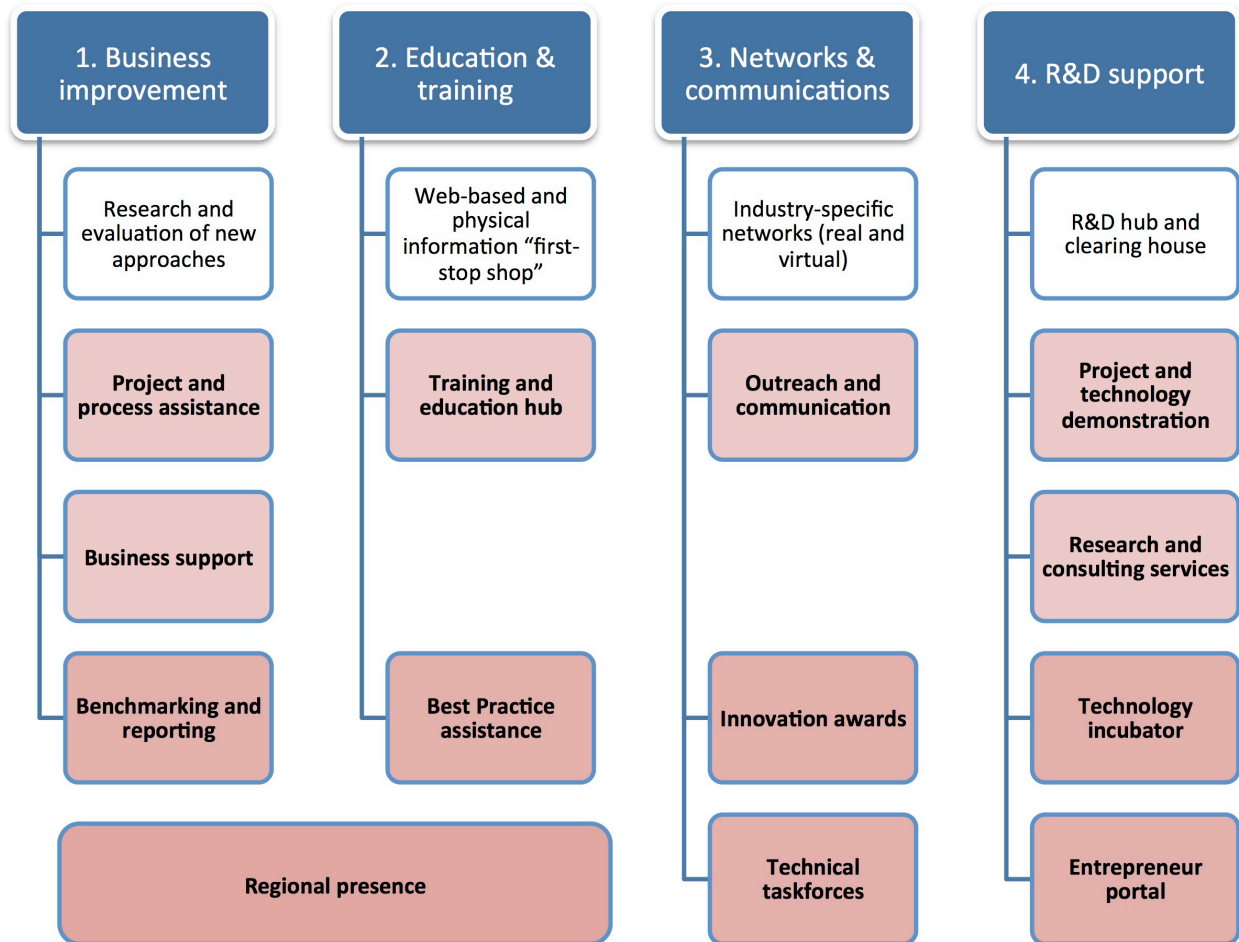 1. Business
improvement
Research and
evaluation of new
approaches
Project and
process assistance
Business support
Benchmarking and
reporting
2. Education &
training
Web-based and
physical
information “first-
stop shop”
Training and
education hub
Best Practice
assistance
Regional presence
3. Networks &
communications
Industry-specific
networks (real and
virtual)
Outreach and
communication
Innovation awards
Technical
taskforces
4. R&D support
R&D hub and
clearing house
Project and
technology
demonstration
Research and
consulting services
Technology
incubator
Entrepreneur
portal